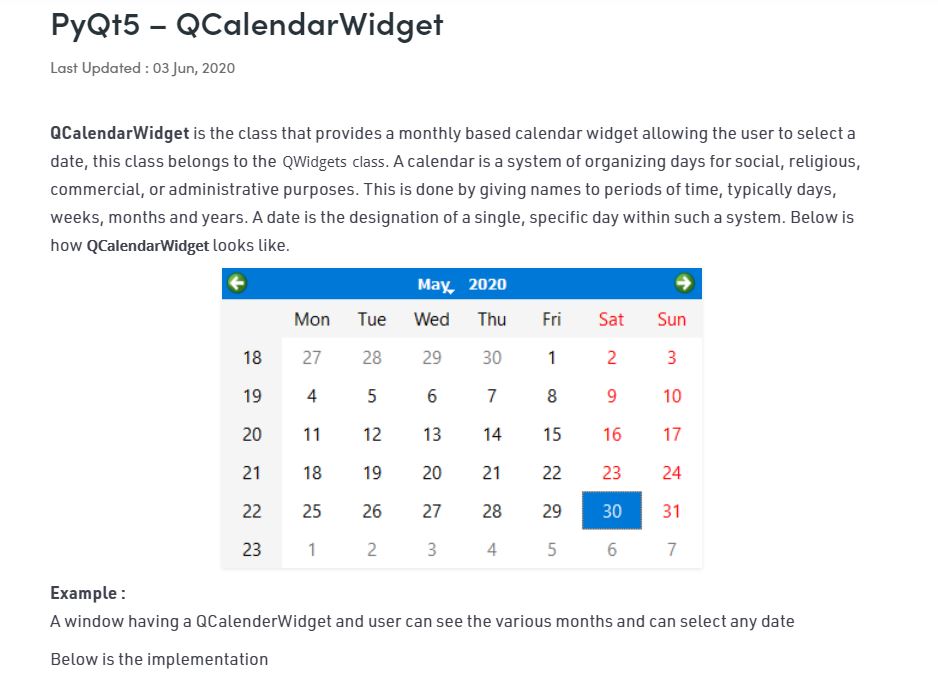 PyQt5 – QCalendarWidget
Last Updated : 03 Jun, 2020
QCalendarWidget is the class that provides a monthly based calendar widget allowing the user to select a
date, this class belongs to the QWidgets class. A calendar is a system of organizing days for social, religious,
commercial, or administrative purposes. This is done by giving names to periods of time, typically days,
weeks, months and years. A date is the designation of a single, specific day within such a system. Below is
how QCalendarWidget looks like.
May, 2020
Mon Tue Wed Thu Fri Sat Sun
18 27 28 29 30 1 2 3
19 4 5 6 7 8 9 10
20 11 12 13 14 15 16 17
21 18 19 20 21 22 23 24
22 25 26 27 28 29 30 31
23 1 2 3 4 5 6 7
Example :
A window having a QCalenderWidget and user can see the various months and can select any date
Below is the implementation